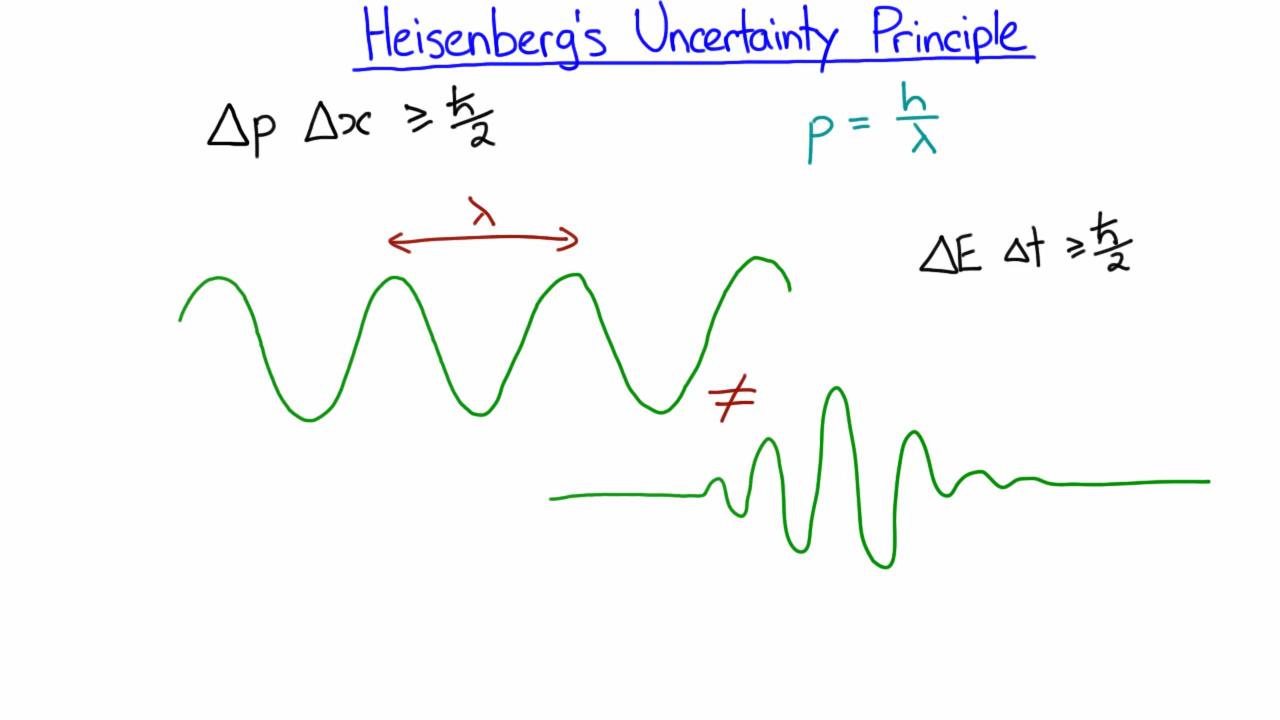 Heisenberg's Uncertainty Principle
Δp Δx ≥ ℏ/2
p = h/λ
λ
ΔE Δt ≥ ℏ/2
≠